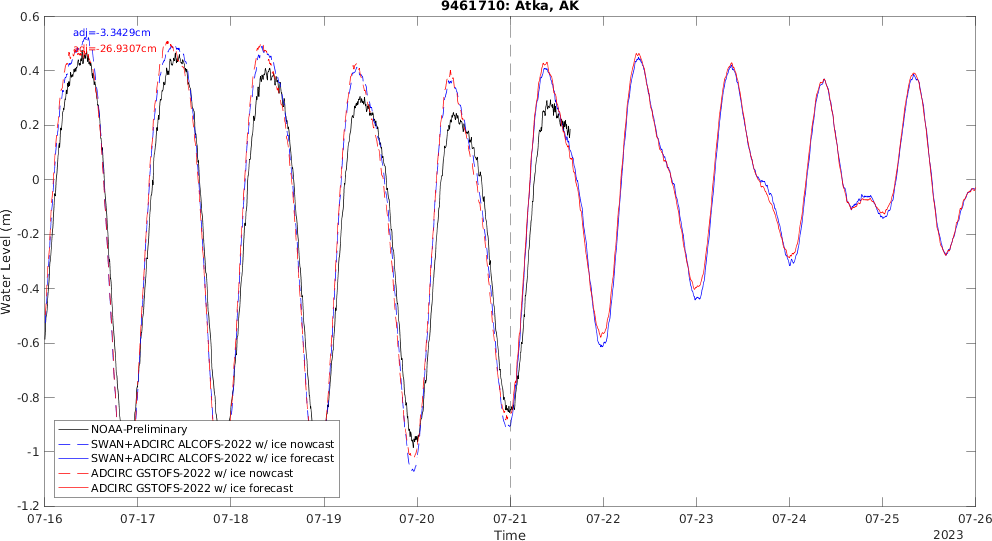 9461710: Atka, AK
adj=-3.3429cm
adj=-26.9307cm
Water Level (m)
0.6
0.4
0.2
0
-0.2
-0.4
-0.6
-0.8
-1
-1.2
NOAA-Preliminary
SWAN+ADCIRC ALCOFS-2022 w/ ice nowcast
SWAN+ADCIRC ALCOFS-2022 w/ ice forecast
ADCIRC GSTOFS-2022 w/ ice nowcast
ADCIRC GSTOFS-2022 w/ ice forecast
07-16 07-17 07-18 07-19 07-20 07-21 07-22 07-23 07-24 07-25 07-26
Time
2023